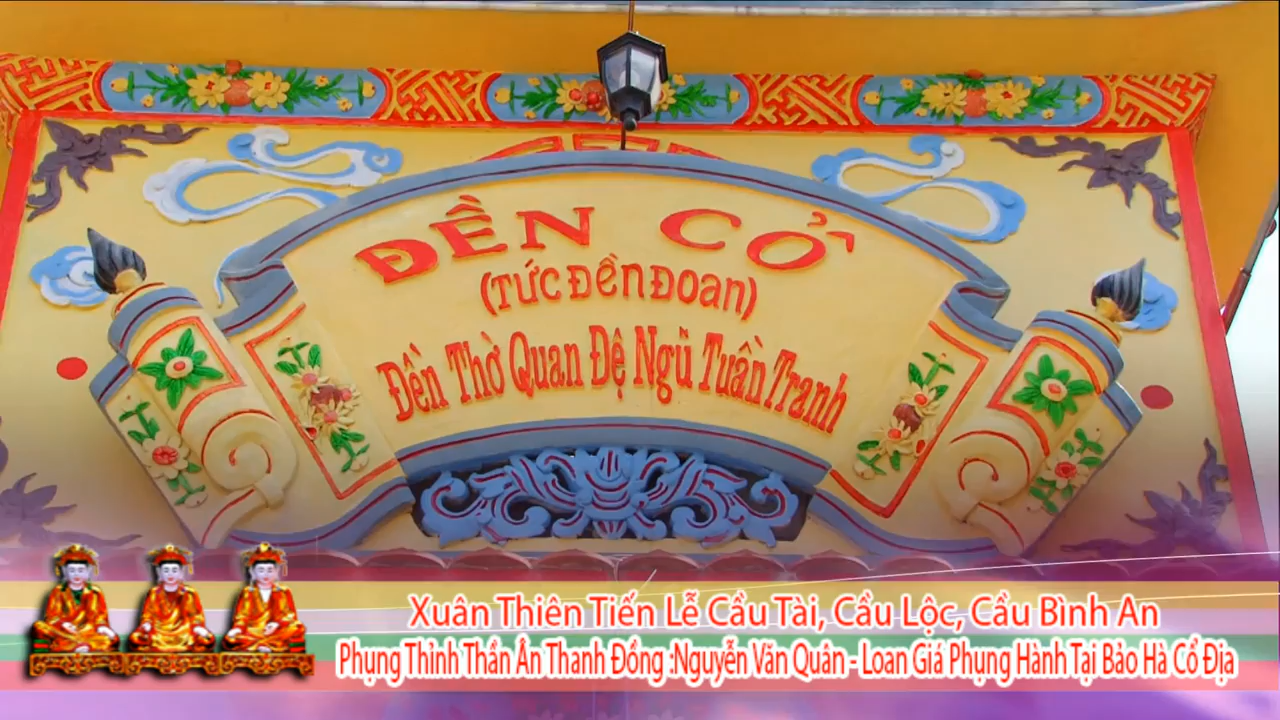 ĐỀN CỔ
(TỨC ĐỀN ĐOAN)
Đền Thờ Quan Đệ Ngũ Tuần Tranh
Xuân Thiên Tiến Lễ Cầu Tài, Cầu Lộc, Cầu Bình An
Phụng Thỉnh Thần Ân Thanh Đồng :Nguyễn Văn Quân - Loan Giá Phụng Hành Tại Bảo Hà Cổ Địa